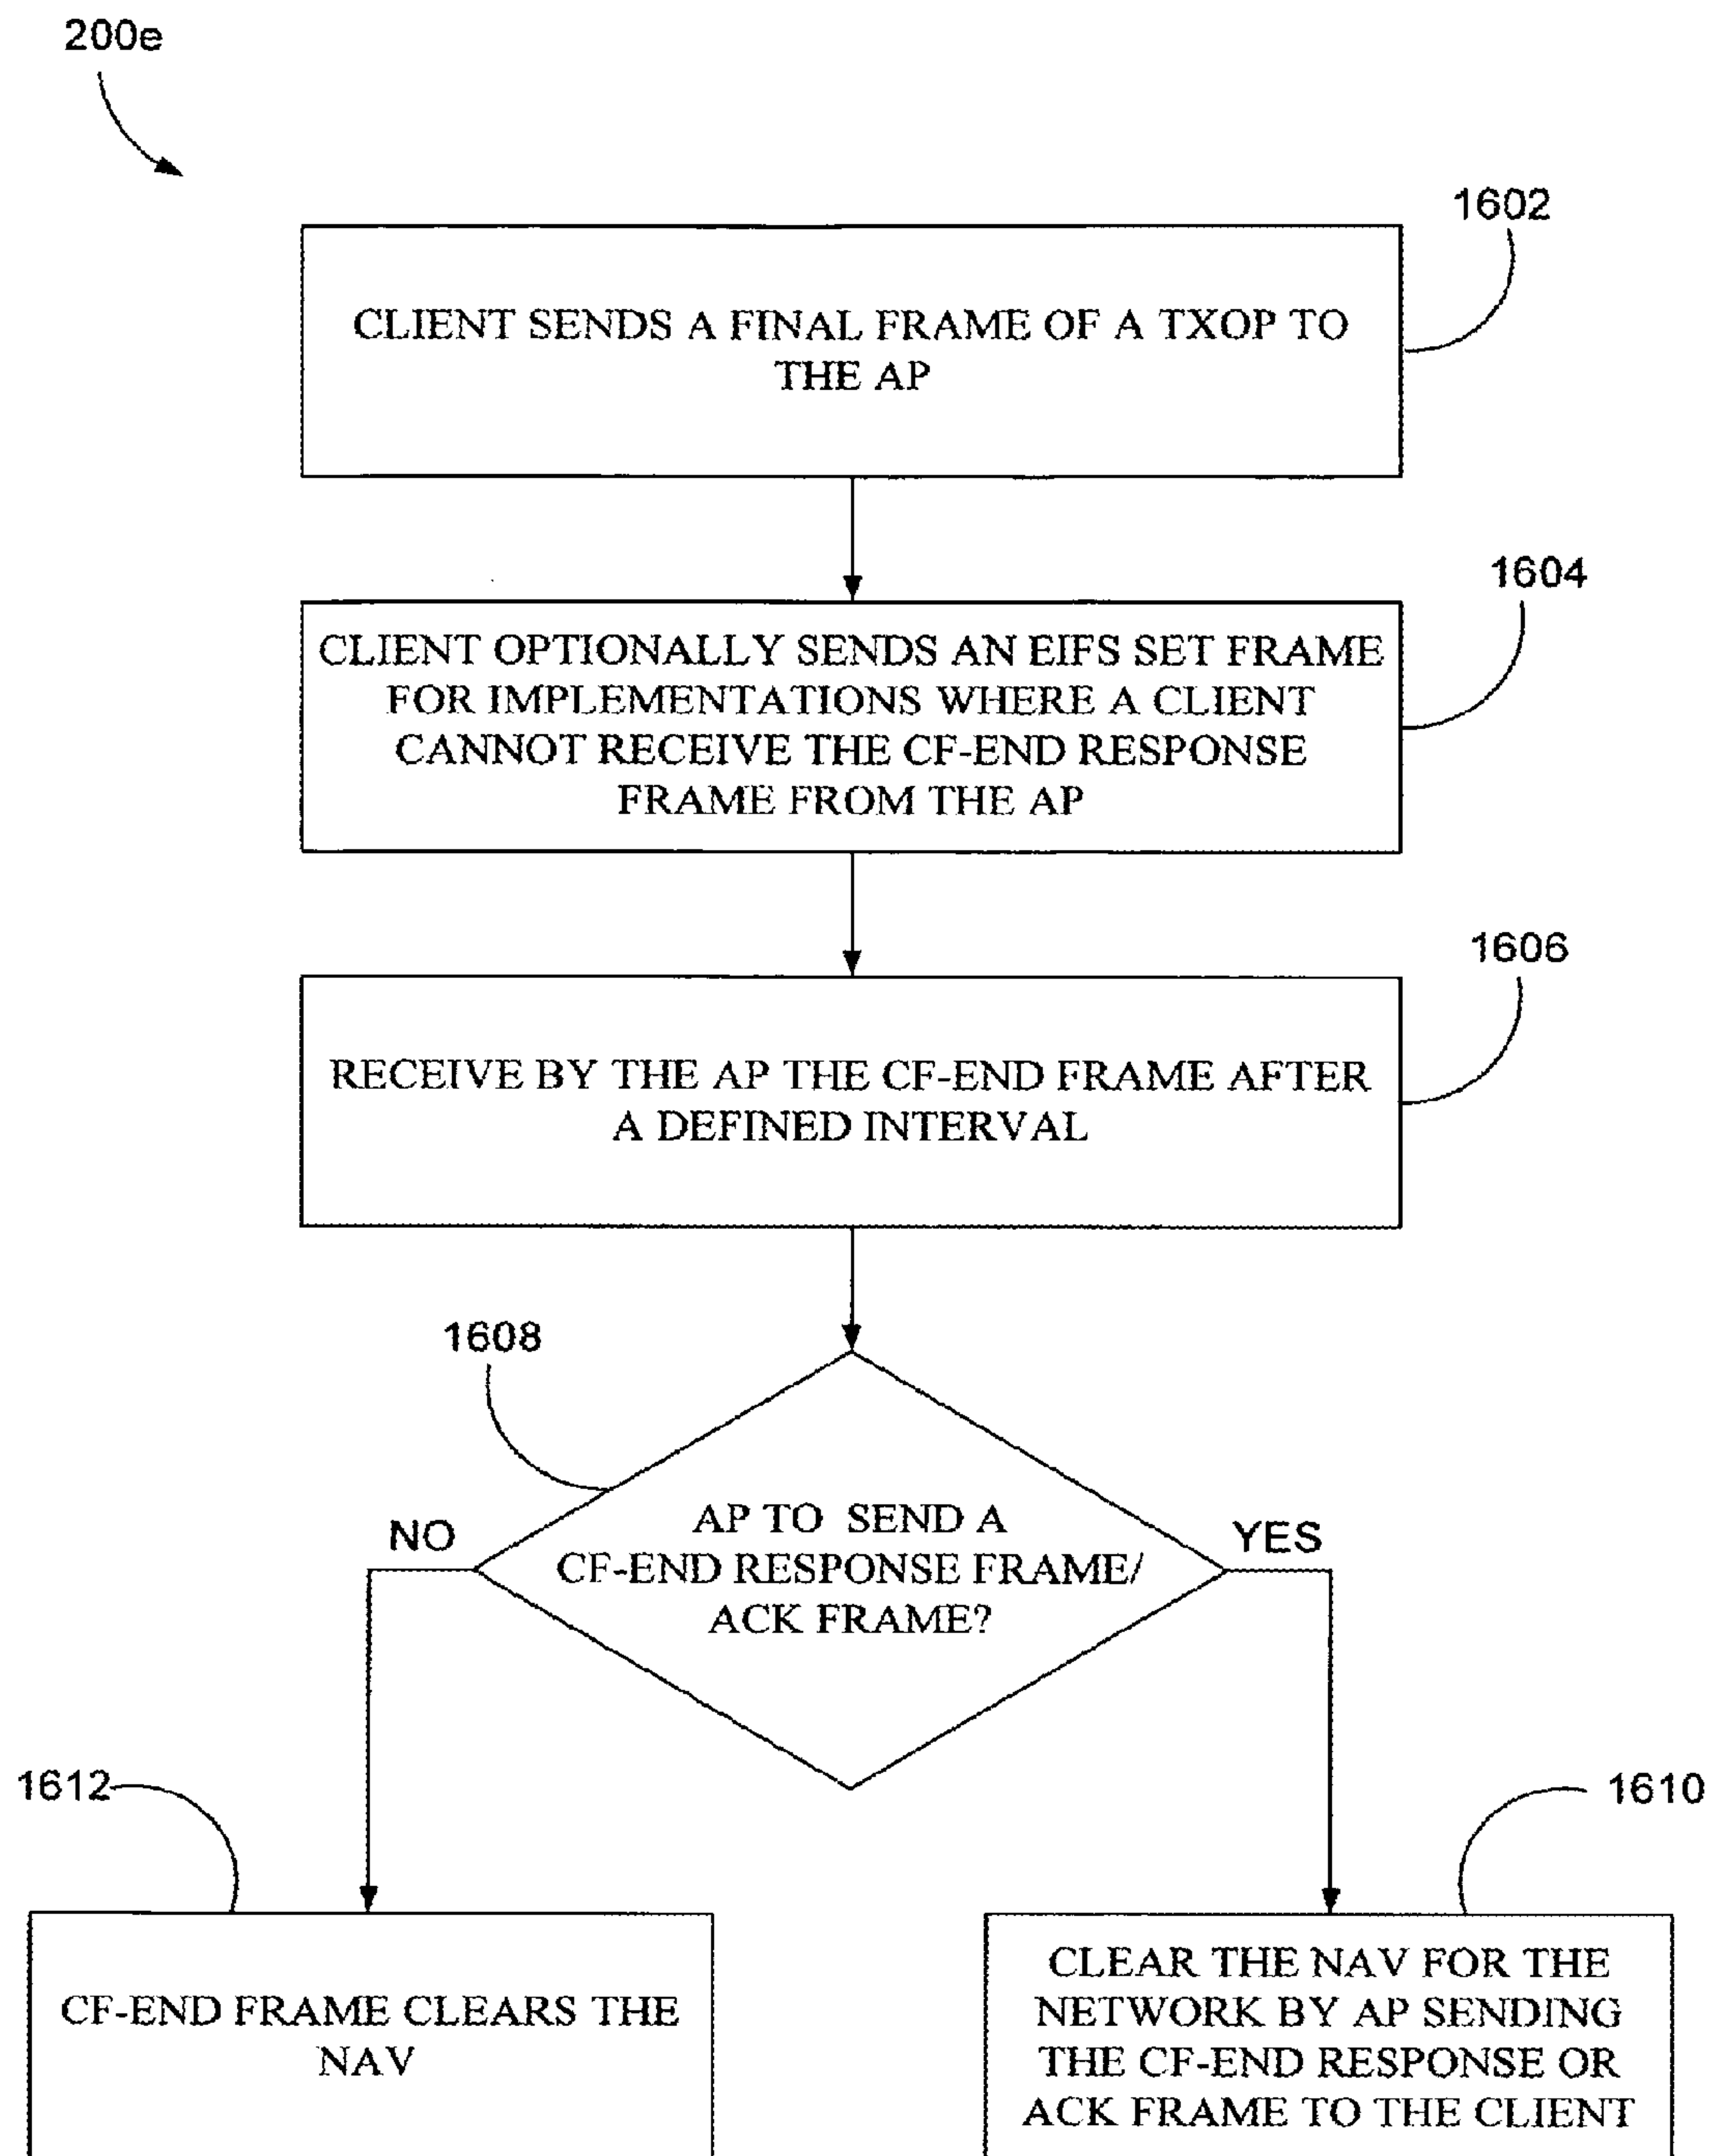 200e
1602
CLIENT SENDS A FINAL FRAME OF A TXOP TO
THE AP
1604
CLIENT OPTIONALLY SENDS AN EIFS SET FRAME
FOR IMPLEMENTATIONS WHERE A CLIENT
CANNOT RECEIVE THE CF-END RESPONSE
FRAME FROM THE AP
1606
RECEIVE BY THE AP THE CF-END FRAME AFTER
A DEFINED INTERVAL
1608
AP TO SEND A
CF-END RESPONSE FRAME/
ACK FRAME?
NO
YES
1612
CF-END FRAME CLEARS THE
NAV
1610
CLEAR THE NAV FOR THE
NETWORK BY AP SENDING
THE CF-END RESPONSE OR
ACK FRAME TO THE CLIENT